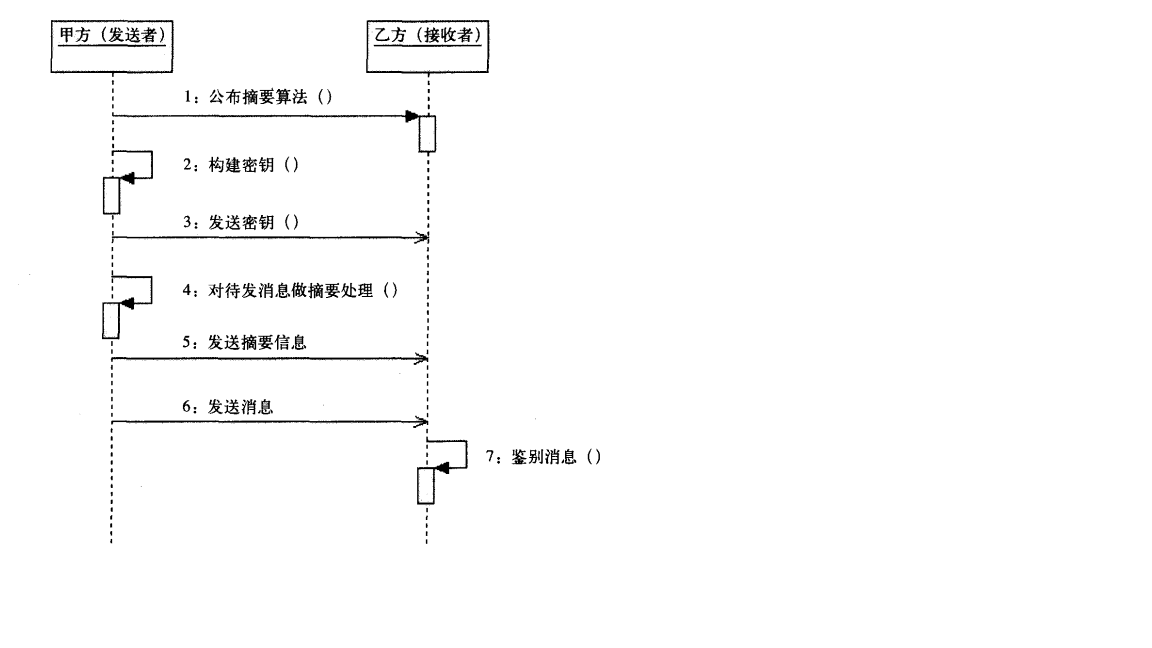 甲方（发送者）
乙方（接收者）
1：公布摘要算法（）
2：构建密钥（）
3：发送密钥（）
4：对待发消息做摘要处理（）
5：发送摘要信息
6：发送消息
7：鉴别消息（）